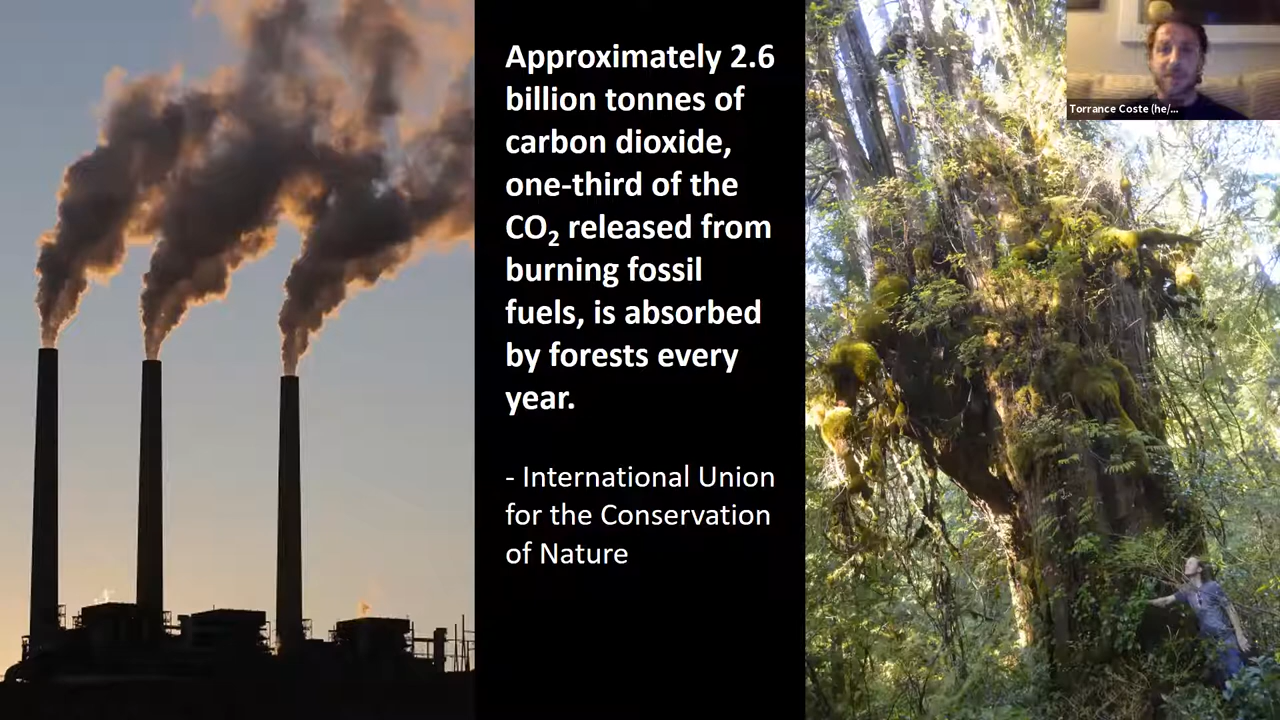 Approximately 2.6
billion tonnes of
carbon dioxide,
one-third of the
CO₂ released from
burning fossil
fuels, is absorbed
by forests every
year.
- International Union
for the Conservation
of Nature
Torrance Coste (he/...